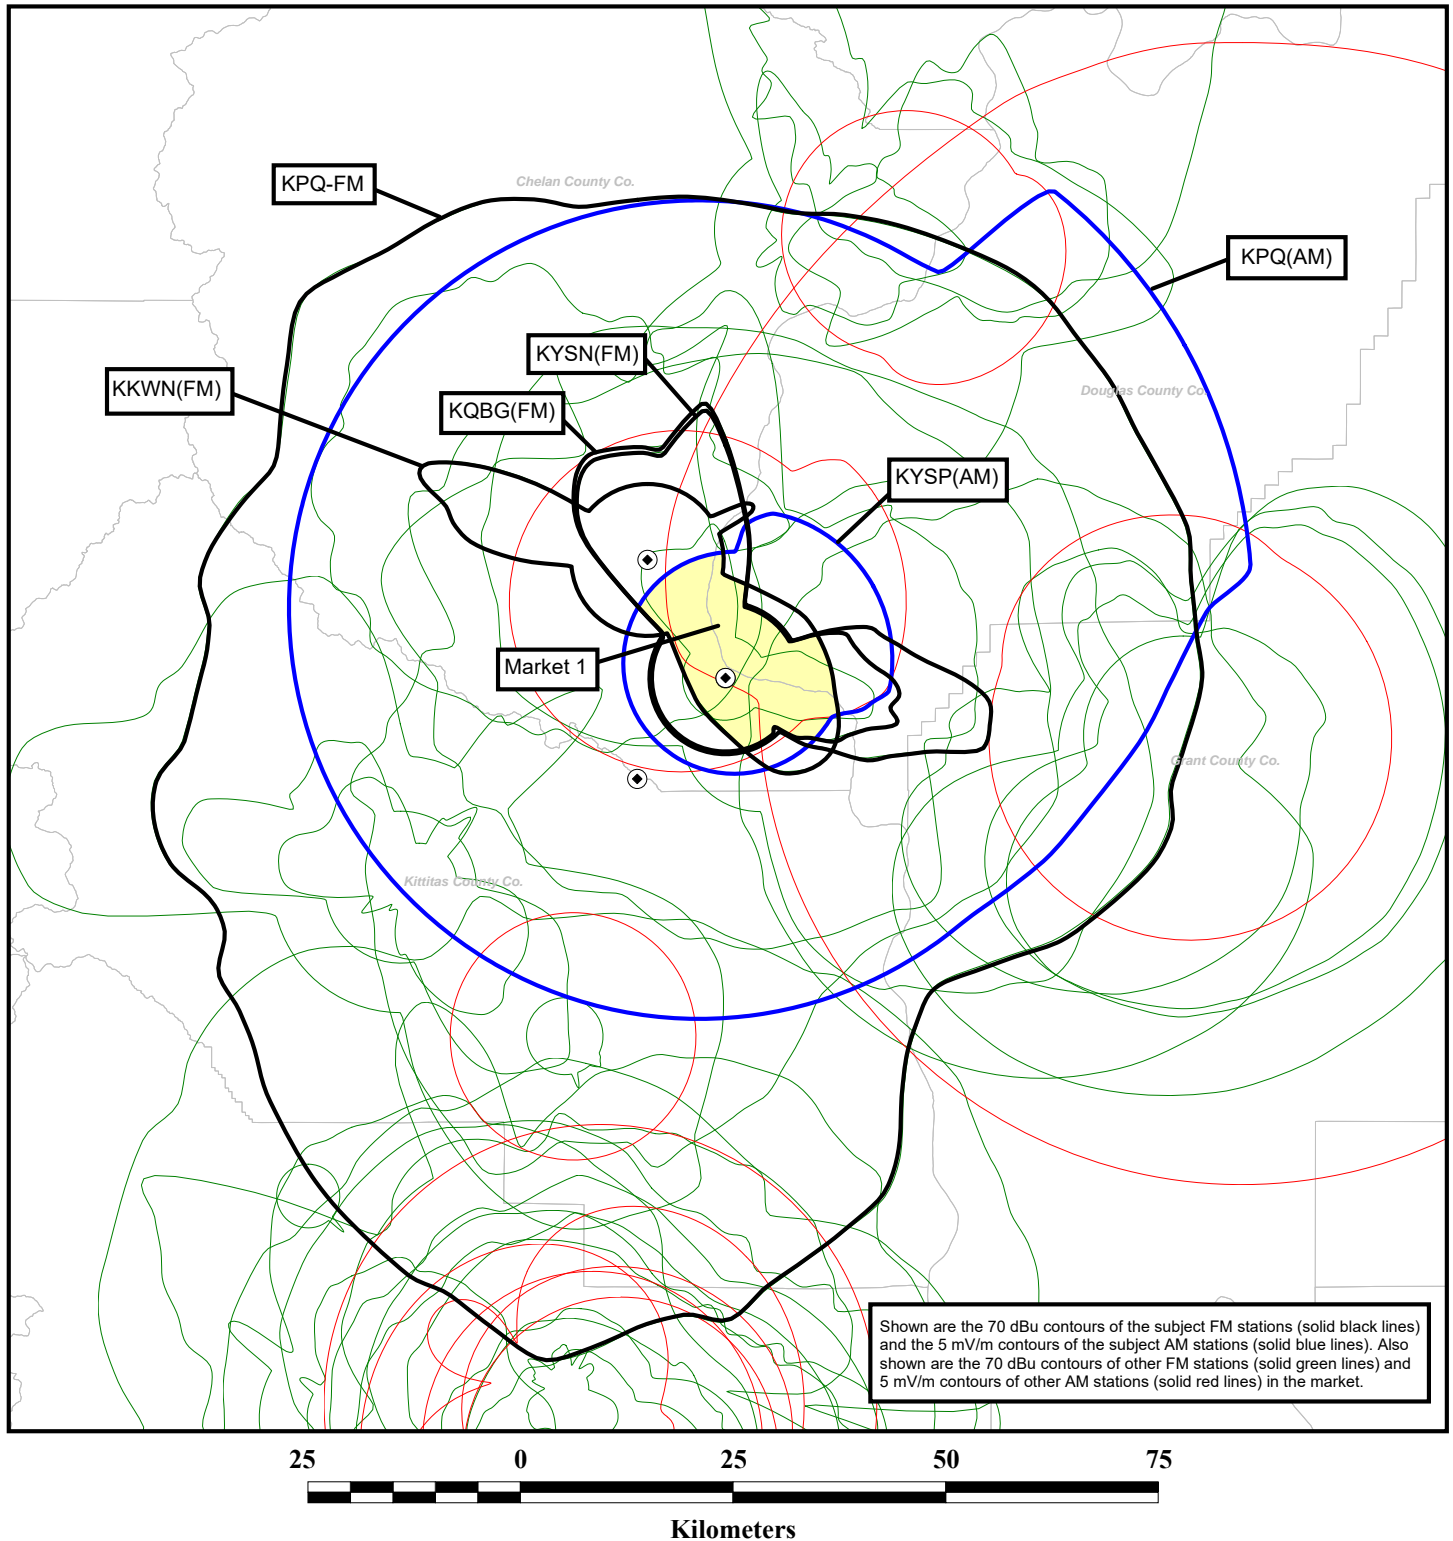 KPQ-FM
Chelan County Co.
KPQ(AM)
KYSN(FM)
KKWN(FM)
KQBG(FM)
Douglas County Co.
KYSP(AM)
Market 1
Grant County Co.
Kittitas County Co.
Shown are the 70 dBu contours of the subject FM stations (solid black lines)
and the 5 mV/m contours of the subject AM stations (solid blue lines). Also
shown are the 70 dBu contours of other FM stations (solid green lines) and
5 mV/m contours of other AM stations (solid red lines) in the market.
25 0 25 50 75
Kilometers